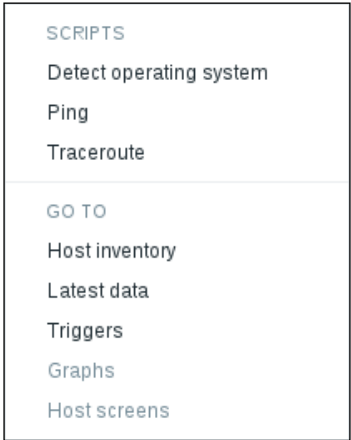 SCRIPTS
Detect operating system
Ping
Traceroute
GO TO
Host inventory
Latest data
Triggers
Graphs
Host screens